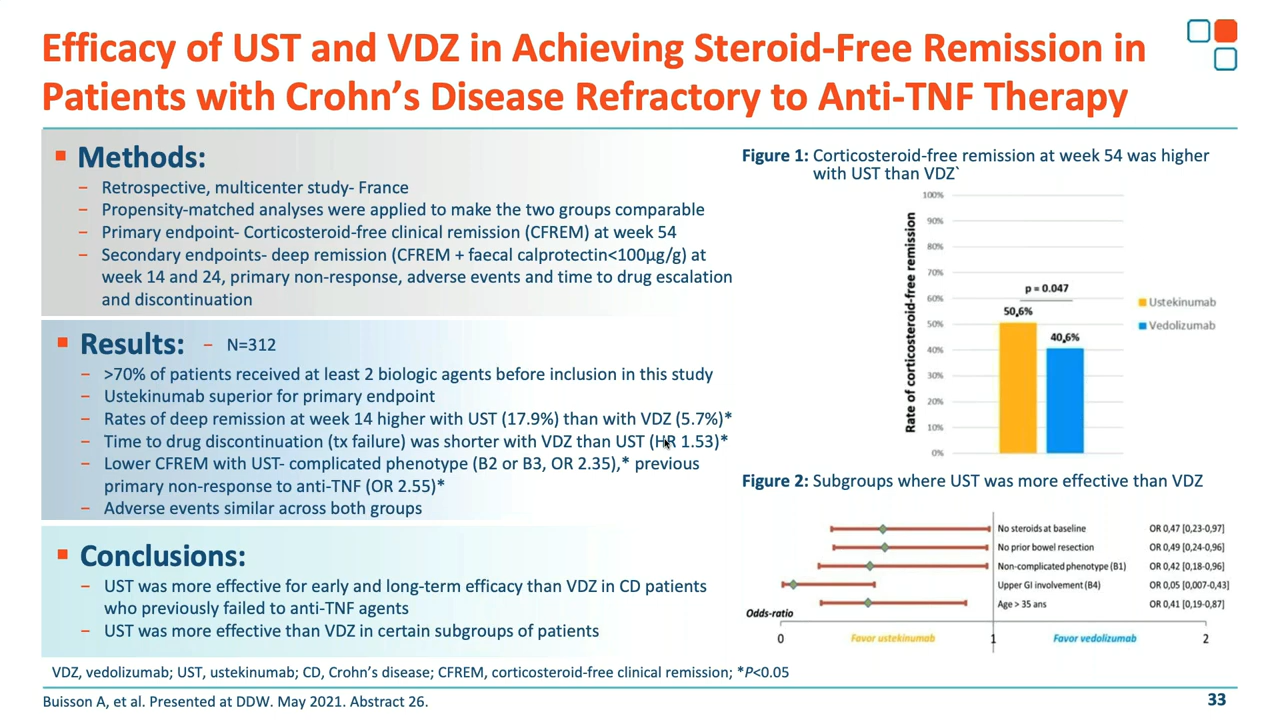 Efficacy of UST and VDZ in Achieving Steroid-Free Remission in
Patients with Crohn's Disease Refractory to Anti-TNF Therapy
Methods:
– Retrospective, multicenter study- France
– Propensity-matched analyses were applied to make the two groups comparable
– Primary endpoint- Corticosteroid-free clinical remission (CFREM) at week 54
– Secondary endpoints- deep remission (CFREM + faecal calprotectin<100µg/g) at
week 14 and 24, primary non-response, adverse events and time to drug escalation
and discontinuation
Results: – N=312
– >70% of patients received at least 2 biologic agents before inclusion in this study
– Ustekinumab superior for primary endpoint
– Rates of deep remission at week 14 higher with UST (17.9%) than with VDZ (5.7%)*
– Time to drug discontinuation (tx failure) was shorter with VDZ than UST (HR 1.53)*
– Lower CFREM with UST- complicated phenotype (B2 or B3, OR 2.35),* previous
primary non-response to anti-TNF (OR 2.55)*
– Adverse events similar across both groups
Conclusions:
– UST was more effective for early and long-term efficacy than VDZ in CD patients
who previously failed to anti-TNF agents
– UST was more effective than VDZ in certain subgroups of patients
Figure 1: Corticosteroid-free remission at week 54 was higher
with UST than VDZ`
Rate of corticosteroid-free remission
100%
90%
80%
70%
60%
50%
40%
30%
20%
10%
0%
p = 0.047
50,6%
40,6%
Ustekinumab
Vedolizumab
Figure 2: Subgroups where UST was more effective than VDZ
No steroids at baseline OR 0,47 [0,23-0,97]
No prior bowel resection OR 0,49 [0,24-0,96]
Non-complicated phenotype (B1) OR 0,42 [0,18-0,96]
Upper GI involvement (B4) OR 0,05 [0,007-0,43]
Age > 35 ans OR 0,41 [0,19-0,87]
Odds-ratio
0 Favor ustekinumab 1 Favor vedolizumab 2
VDZ, vedolizumab; UST, ustekinumab; CD, Crohn's disease; CFREM, corticosteroid-free clinical remission; *P<0.05
Buisson A, et al. Presented at DDW. May 2021. Abstract 26.
33